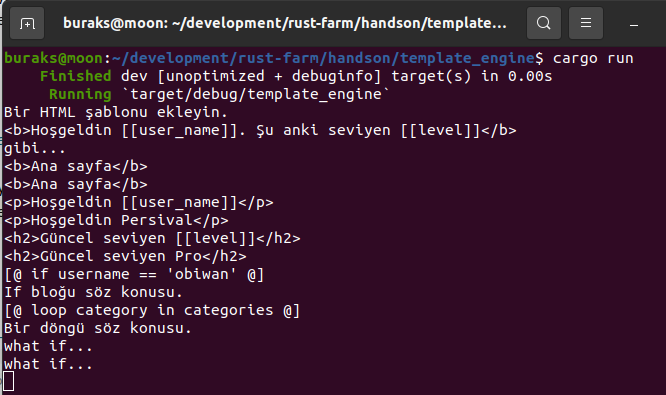 buraks@moon: ~/development/rust-farm/handson/template...
buraks@moon:~/development/rust-farm/handson/template_engine$ cargo run
Finished dev [unoptimized + debuginfo] target(s) in 0.00s
Running `target/debug/template_engine`
Bir HTML şablonu ekleyin.
<b>Hoşgeldin [[user_name]]. Şu anki seviyen [[level]]</b>
gibi...
<b>Ana sayfa</b>
<b>Ana sayfa</b>
<p>Hoşgeldin [[user_name]]</p>
<p>Hoşgeldin Persival</p>
<h2>Güncel seviyen [[level]]</h2>
<h2>Güncel seviyen Pro</h2>
[@ if username == 'obiwan' @]
If bloğu söz konusu.
[@ loop category in categories @]
Bir döngü söz konusu.
what if...
what if...